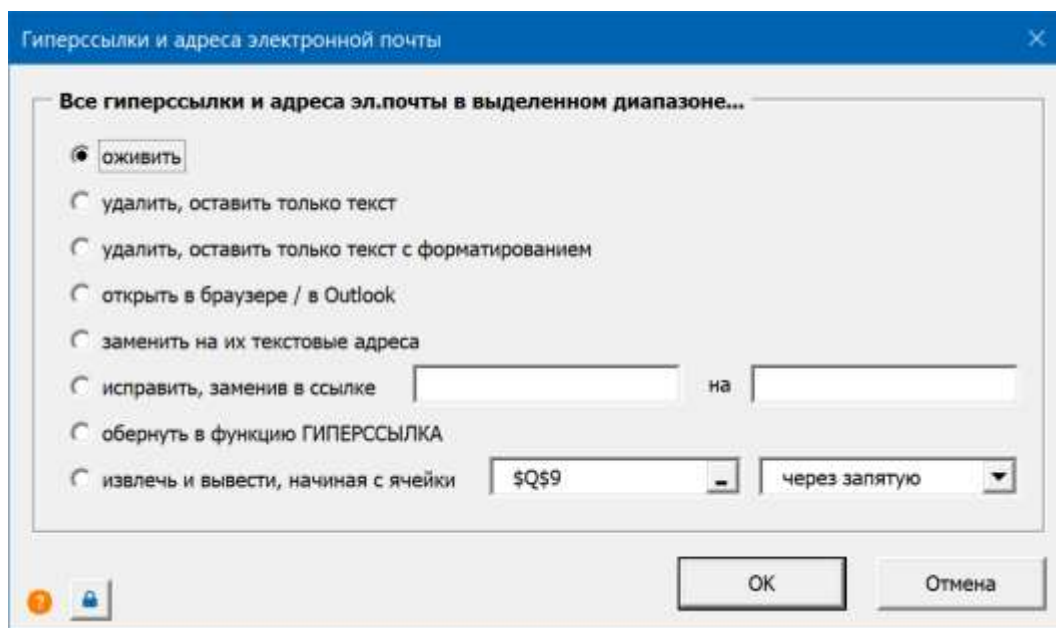 Гиперссылки и адреса электронной почты
Все гиперссылки и адреса эл.почты в выделенном диапазоне...
оживить
удалить, оставить только текст
удалить, оставить только текст с форматированием
открыть в браузере / в Outlook
заменить на их текстовые адреса
исправить, заменив в ссылке на
обернуть в функцию ГИПЕРССЫЛКА
извлечь и вывести, начиная с ячейки $Q$9 через запятую
OK Отмена
?